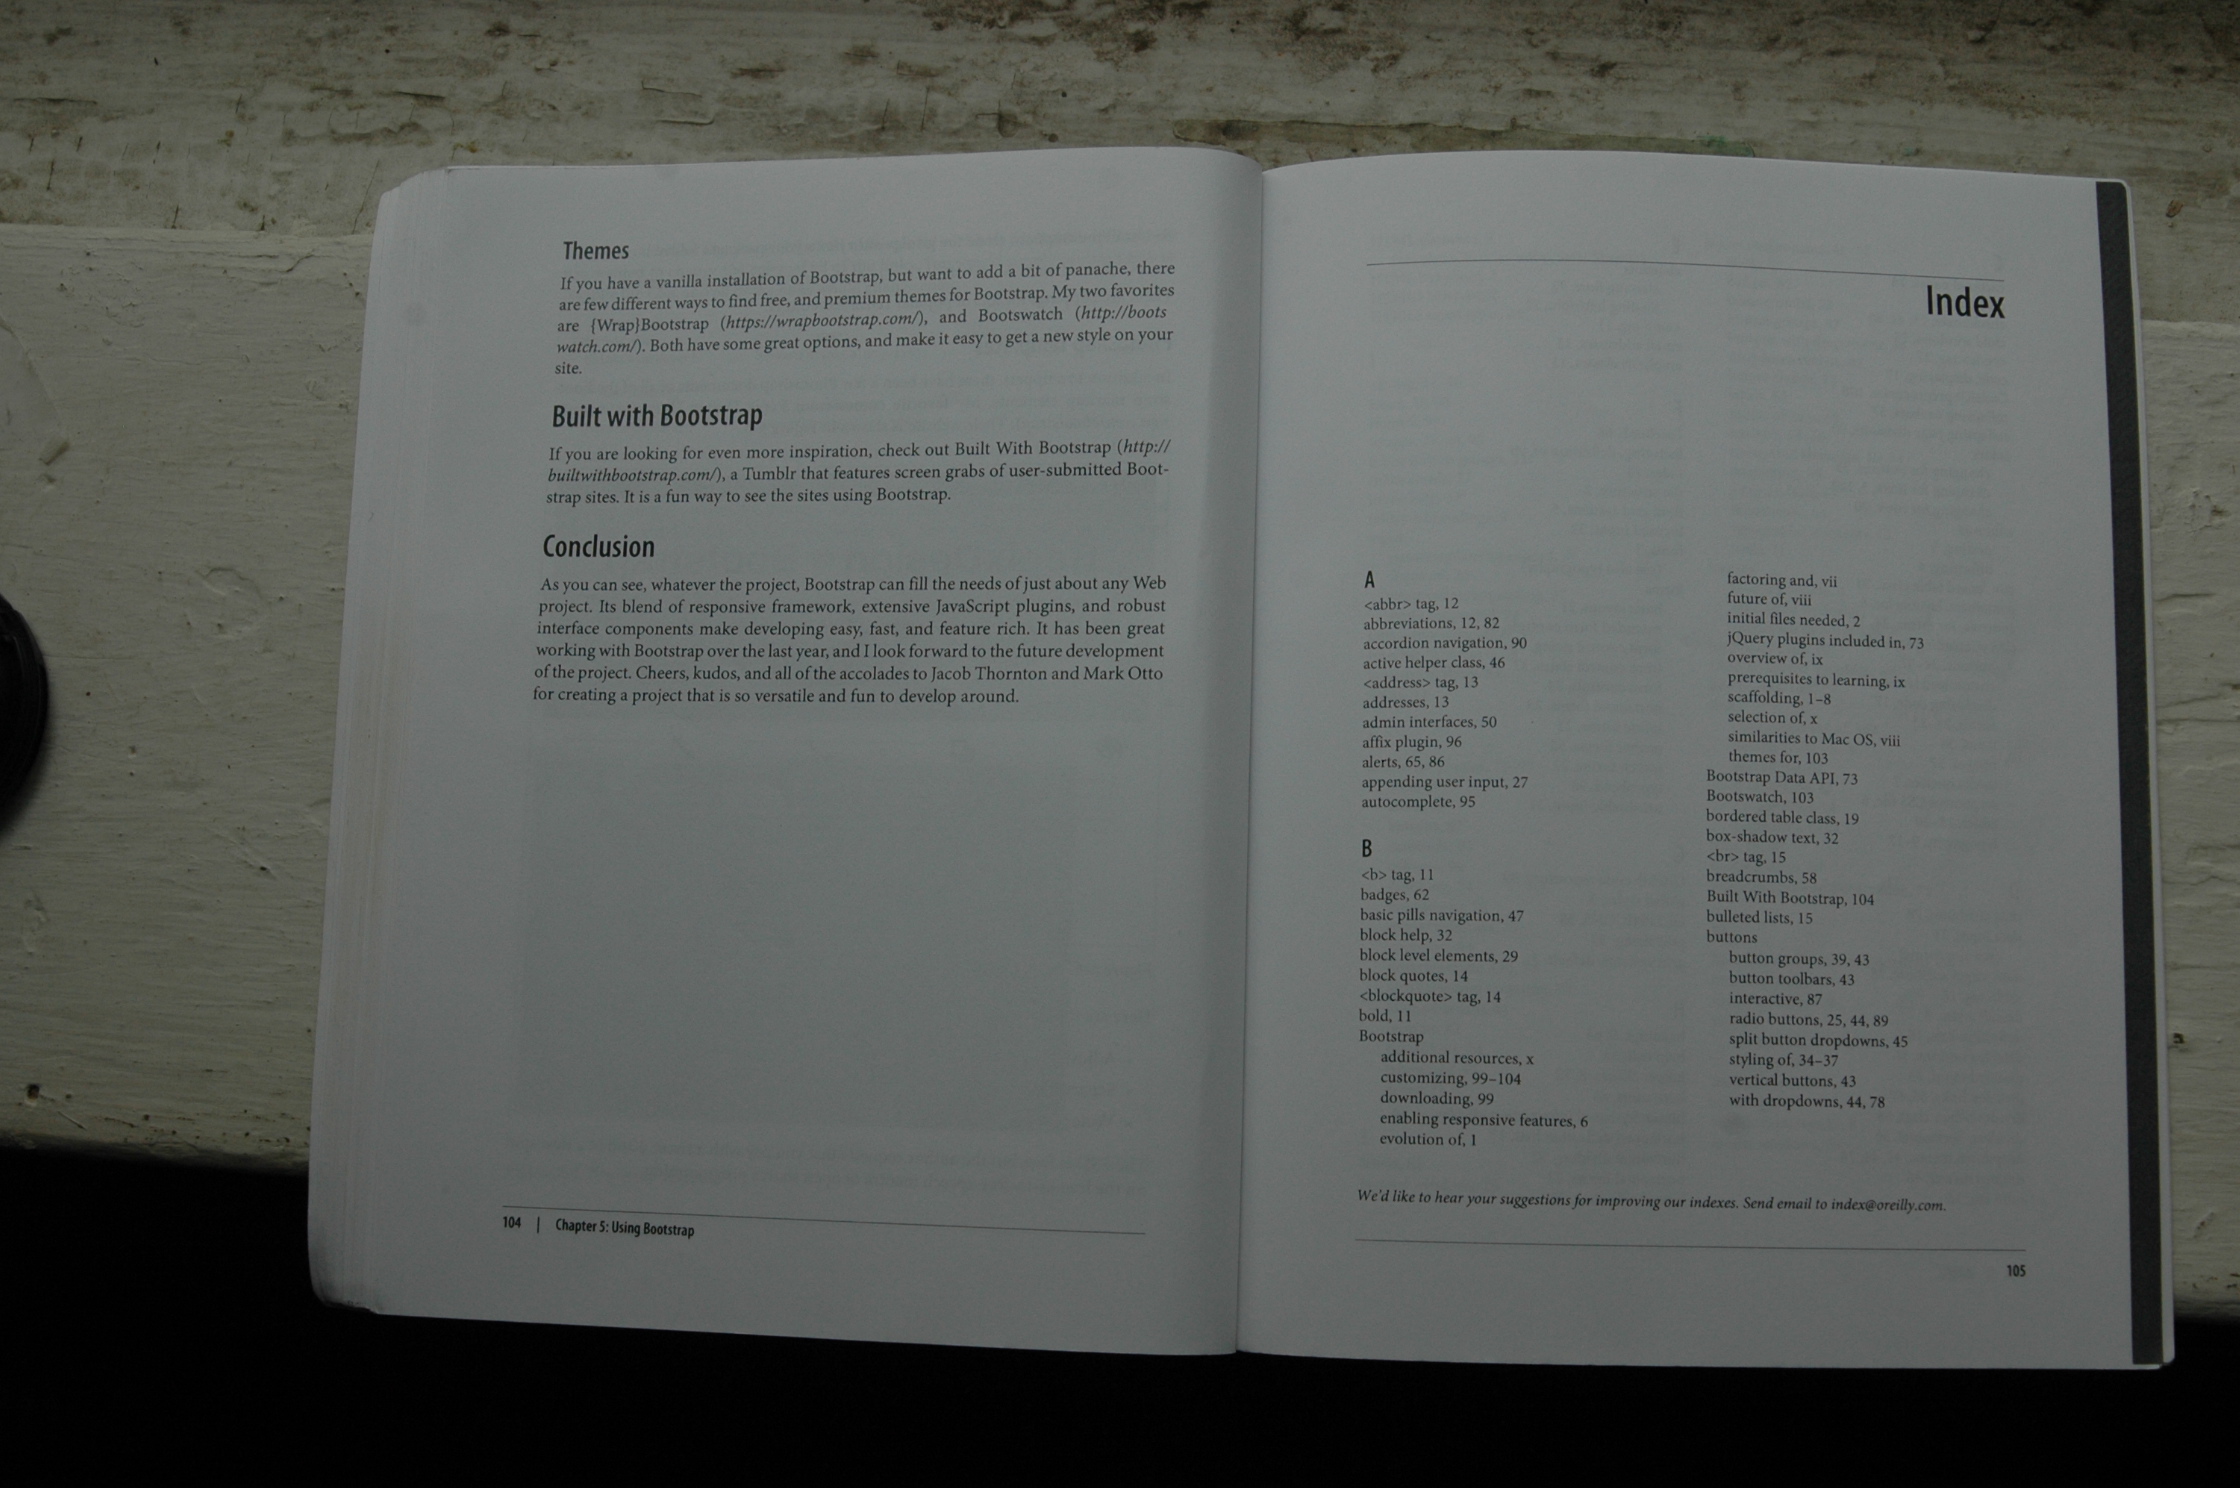 Themes
If you have a vanilla installation of Bootstrap, but want to add a bit of panache, there
are few different ways to find free, and premium themes for Bootstrap. My two favorites
are {Wrap}Bootstrap (https://wrapbootstrap.com/), and Bootswatch (http://boots
watch.com/). Both have some great options, and make it easy to get a new style on your
site.
Built with Bootstrap
If you are looking for even more inspiration, check out Built With Bootstrap (http://
builtwithbootstrap.com/), a Tumblr that features screen grabs of user-submitted Boot-
strap sites. It is a fun way to see the sites using Bootstrap.
Conclusion
As you can see, whatever the project, Bootstrap can fill the needs of just about any Web
project. Its blend of responsive framework, extensive JavaScript plugins, and robust
interface components make developing easy, fast, and feature rich. It has been great
working with Bootstrap over the last year, and I look forward to the future development
of the project. Cheers, kudos, and all of the accolades to Jacob Thornton and Mark Otto
for creating a project that is so versatile and fun to develop around.
104 | Chapter 5: Using Bootstrap
Index
A
<abbr> tag, 12
abbreviations, 12, 82
accordion navigation, 90
active helper class, 46
<address> tag, 13
addresses, 13
admin interfaces, 50
affix plugin, 96
alerts, 65, 86
appending user input, 27
autocomplete, 95
B
<b> tag, 11
badges, 62
basic pills navigation, 47
block help, 32
block level elements, 29
block quotes, 14
<blockquote> tag, 14
bold, 11
Bootstrap
additional resources, x
customizing, 99–104
downloading, 99
enabling responsive features, 6
evolution of, 1
factoring and, vii
future of, viii
initial files needed, 2
jQuery plugins included in, 73
overview of, ix
prerequisites to learning, ix
scaffolding, 1–8
selection of, x
similarities to Mac OS, viii
themes for, 103
Bootstrap Data API, 73
Bootswatch, 103
bordered table class, 19
box-shadow text, 32
<br> tag, 15
breadcrumbs, 58
Built With Bootstrap, 104
bulleted lists, 15
buttons
button groups, 39, 43
button toolbars, 43
interactive, 87
radio buttons, 25, 44, 89
split button dropdowns, 45
styling of, 34–37
vertical buttons, 43
with dropdowns, 44, 78
We'd like to hear your suggestions for improving our indexes. Send email to index@oreilly.com.
105